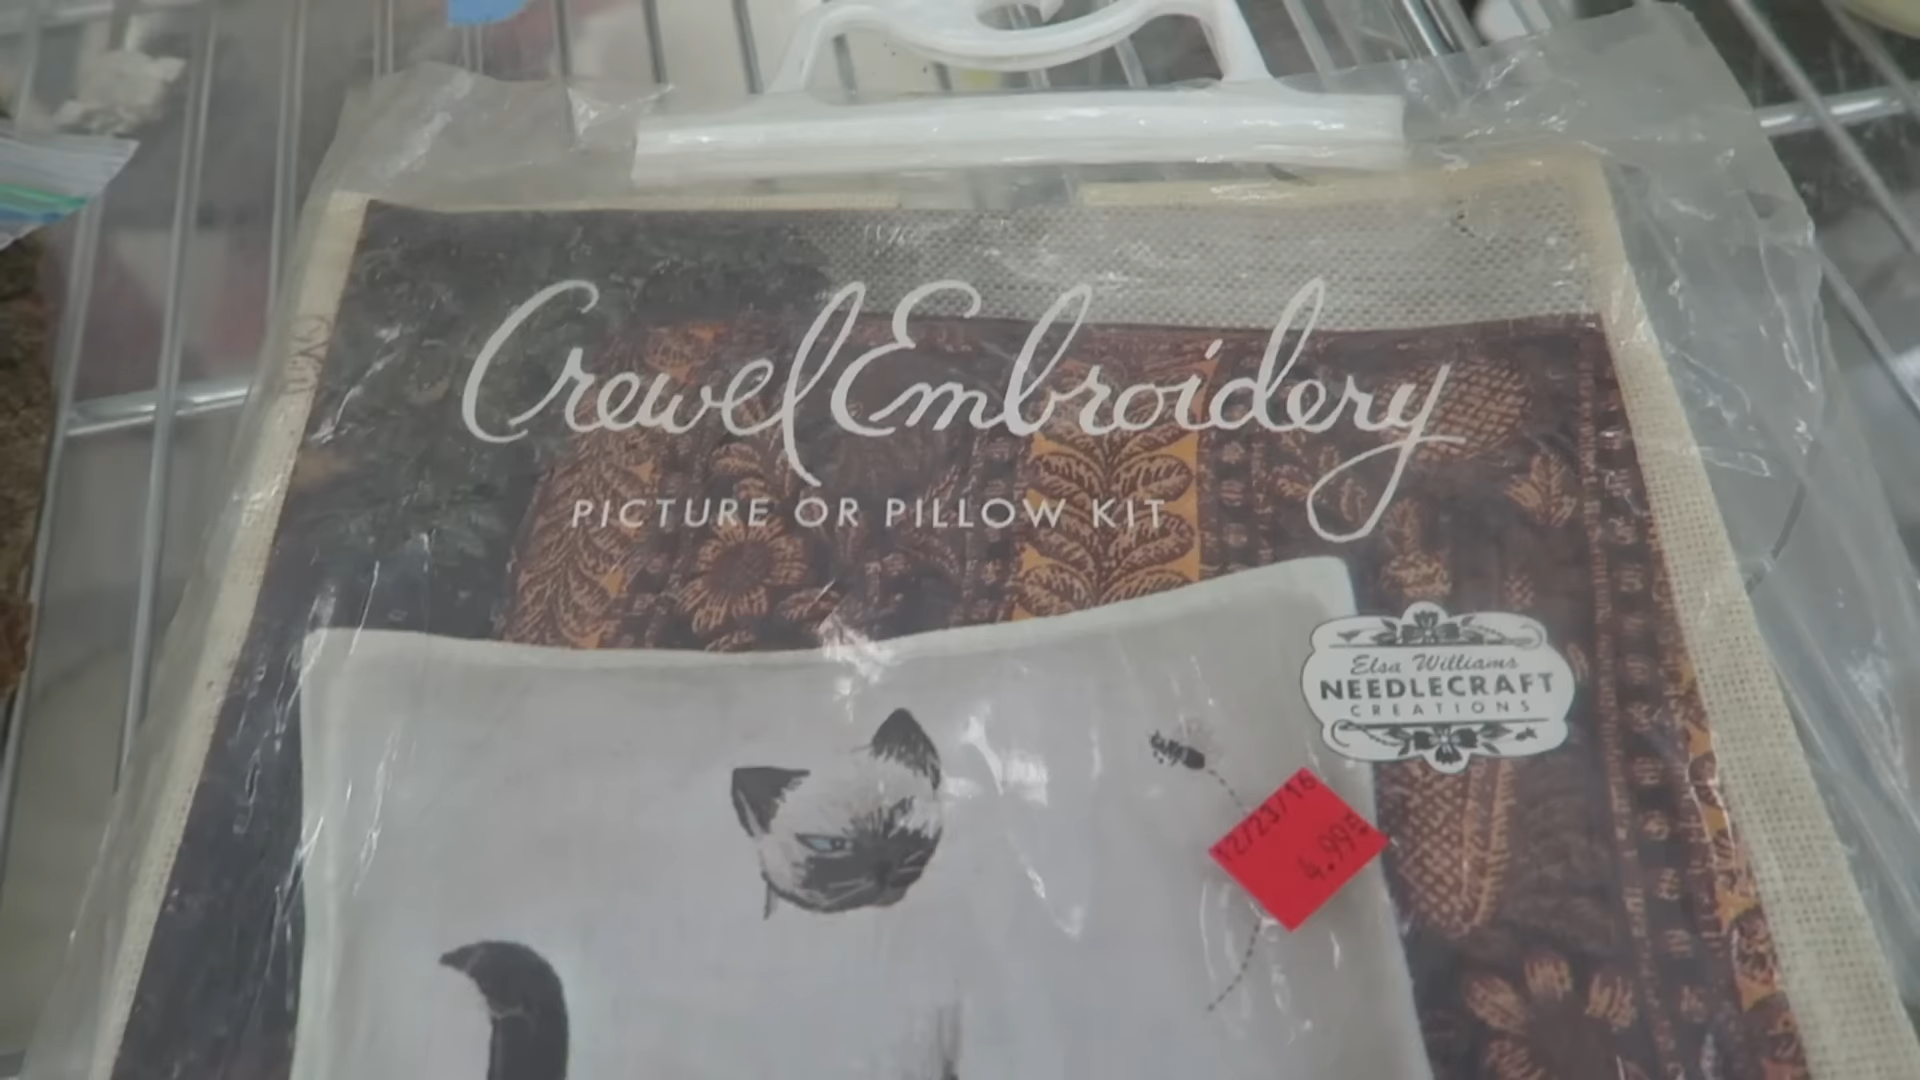 Crewel Embroidery
PICTURE OR PILLOW KIT
Elsa Williams
NEEDLECRAFT
CREATIONS
12/23/16
4.99